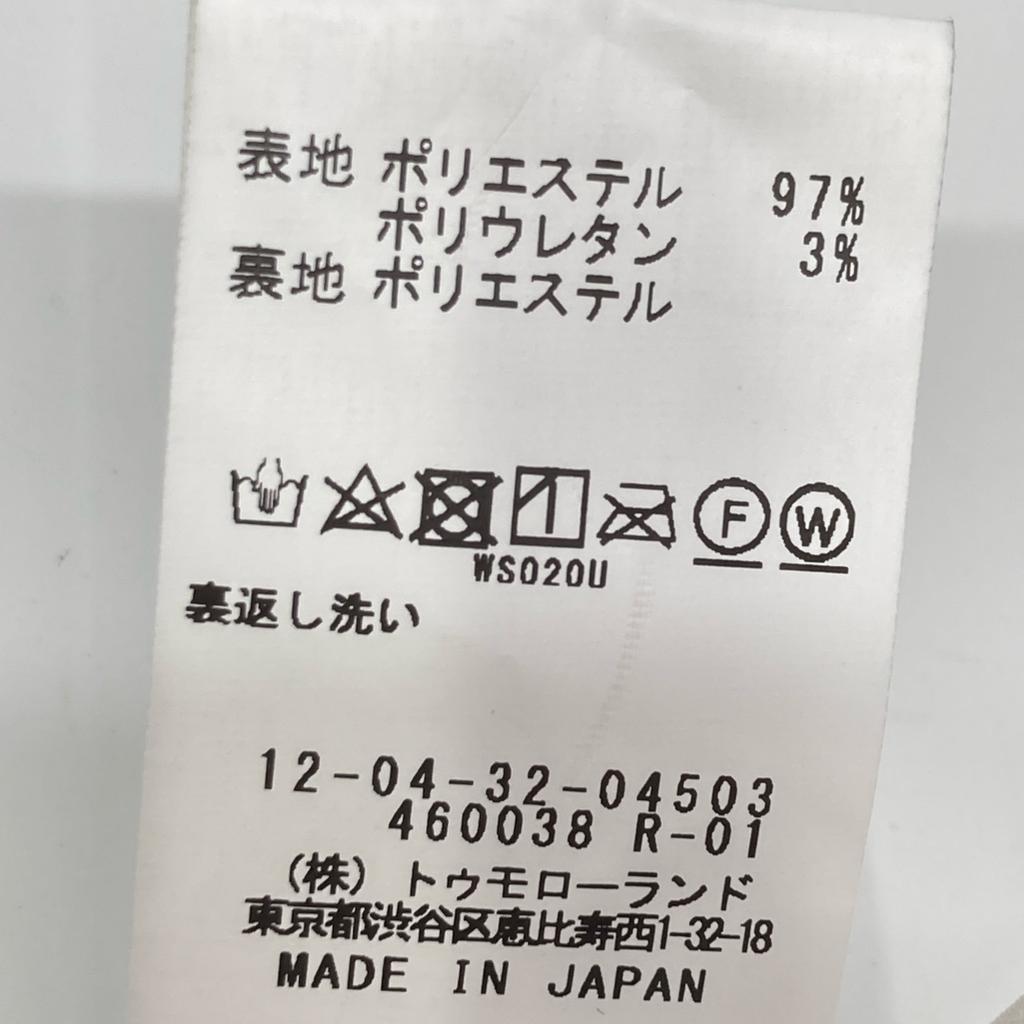 表地 ポリエステル 97%
ポリウレタン 3%
裏地 ポリエステル
F W
WS020U
裏返し洗い
12-04-32-04503
460038 R-01
(株) トゥモローランド
東京都渋谷区恵比寿西1-32-18
MADE IN JAPAN